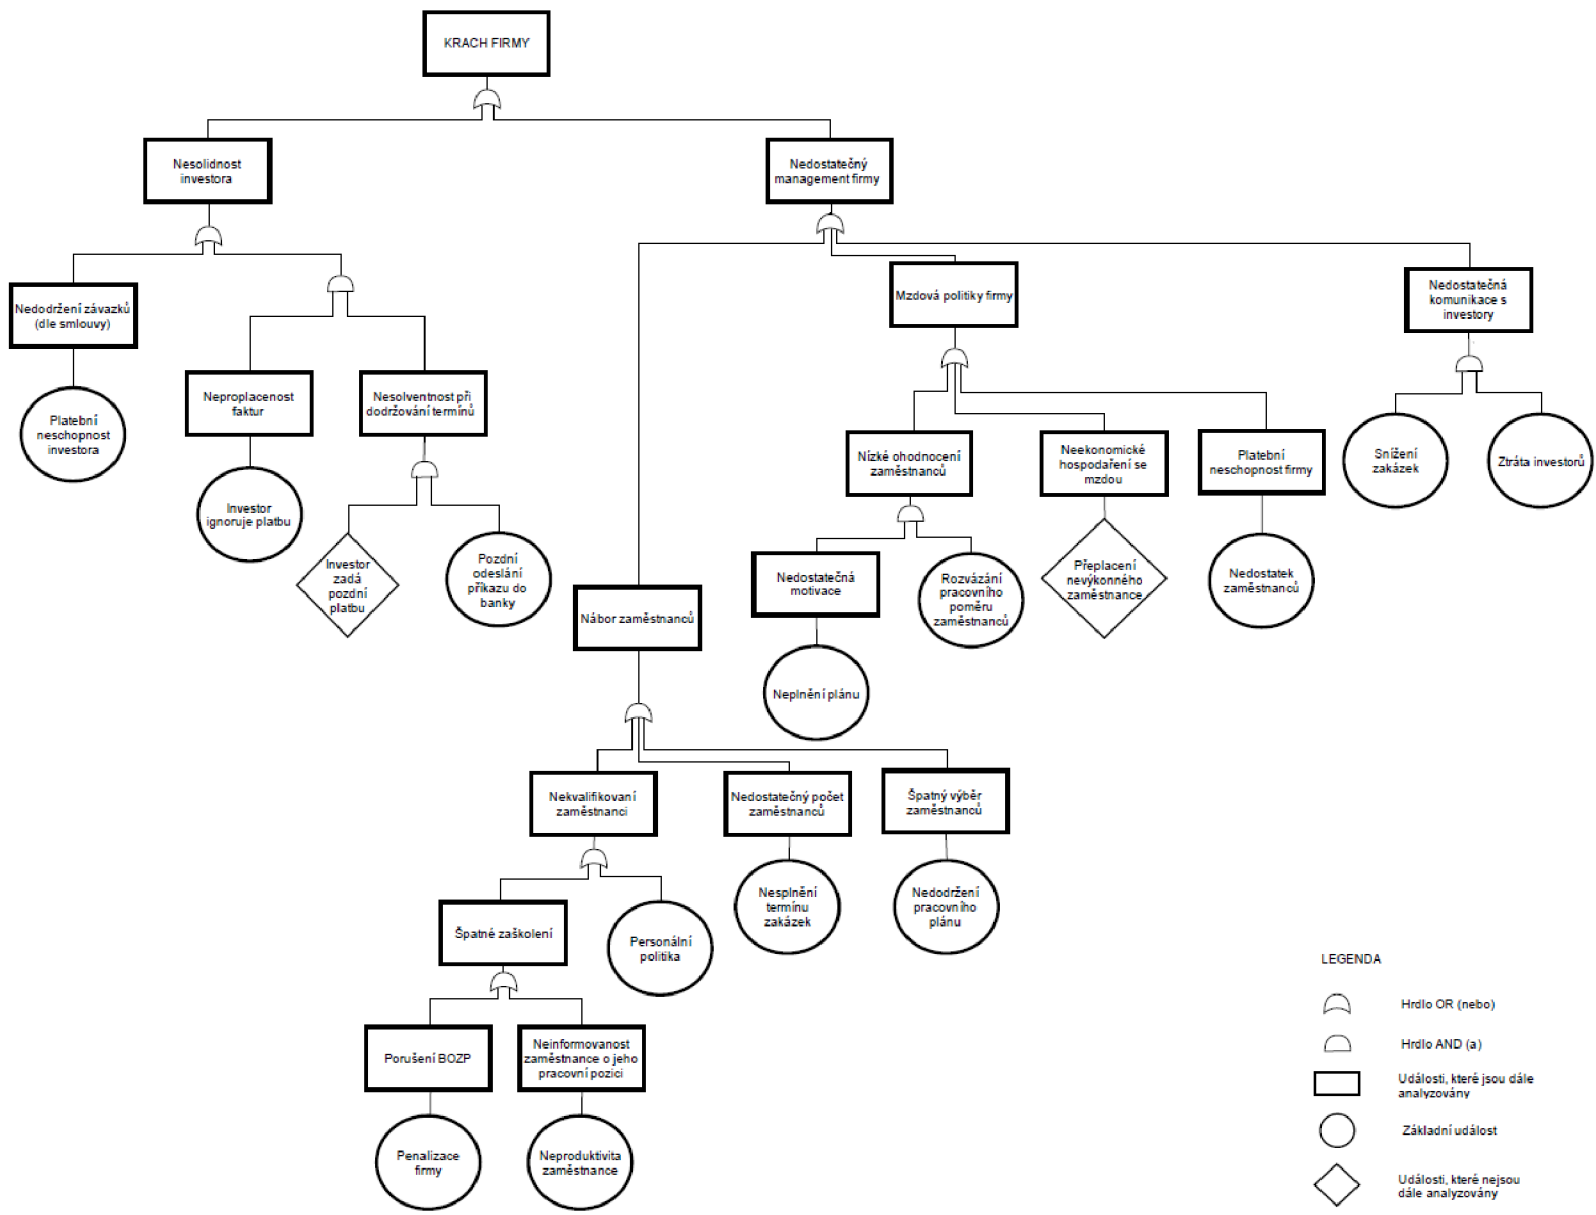 KRACH FIRMY
Nesolidnost
investora
Nedostatečný
management firmy
Nedodržení závazků
(dle smlouvy)
Mzdová politiky firmy
Nedostatečná
komunikace s
investory
Neproplacenost
faktur
Nesolventnost při
dodržování termínů
Platební
neschopnost
investora
Nízké ohodnocení
zaměstnanců
Neekonomické
hospodaření se
mzdou
Platební
neschopnost firmy
Snížení
zakázek
Ztráta investorů
Investor
ignoruje platbu
Investor
zadá
pozdní
platbu
Pozdní
odeslání
příkazu do
banky
Nedostatečná
motivace
Rozvázání
pracovního
poměru
zaměstnanců
Přeplacení
nevýkonného
zaměstnance
Nedostatek
zaměstnanců
Nábor zaměstnanců
Neplnění plánu
Nekvalifikovaní
zaměstnanci
Nedostatečný počet
zaměstnanců
Špatný výběr
zaměstnanců
Nesplnění
termínu
zakázek
Nedodržení
pracovního
plánu
Špatné zaškolení
Personální
politika
Porušení BOZP
Neinformovanost
zaměstnance o jeho
pracovní pozici
Penalizace
firmy
Neproduktivita
zaměstnance
LEGENDA
Hrdlo OR (nebo)
Hrdlo AND (a)
Události, které jsou dále
analyzovány
Základní událost
Události, které nejsou
dále analyzovány